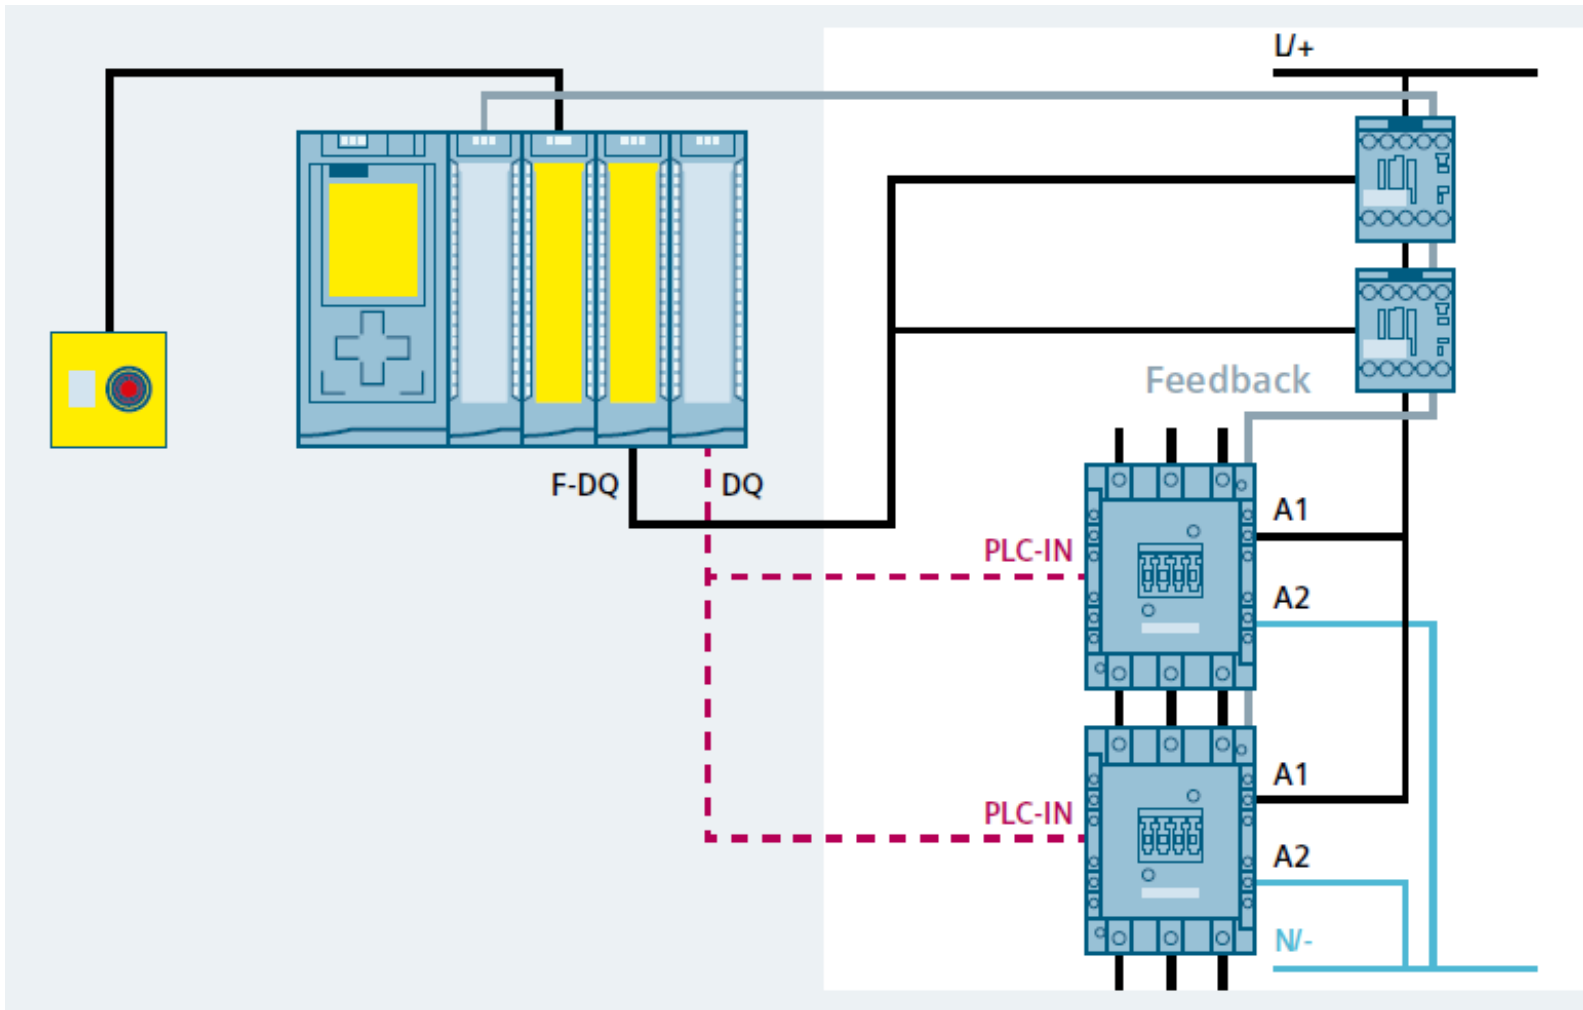 L/+
Feedback
F-DQ
DQ
A1
PLC-IN
A2
A1
PLC-IN
A2
N/-